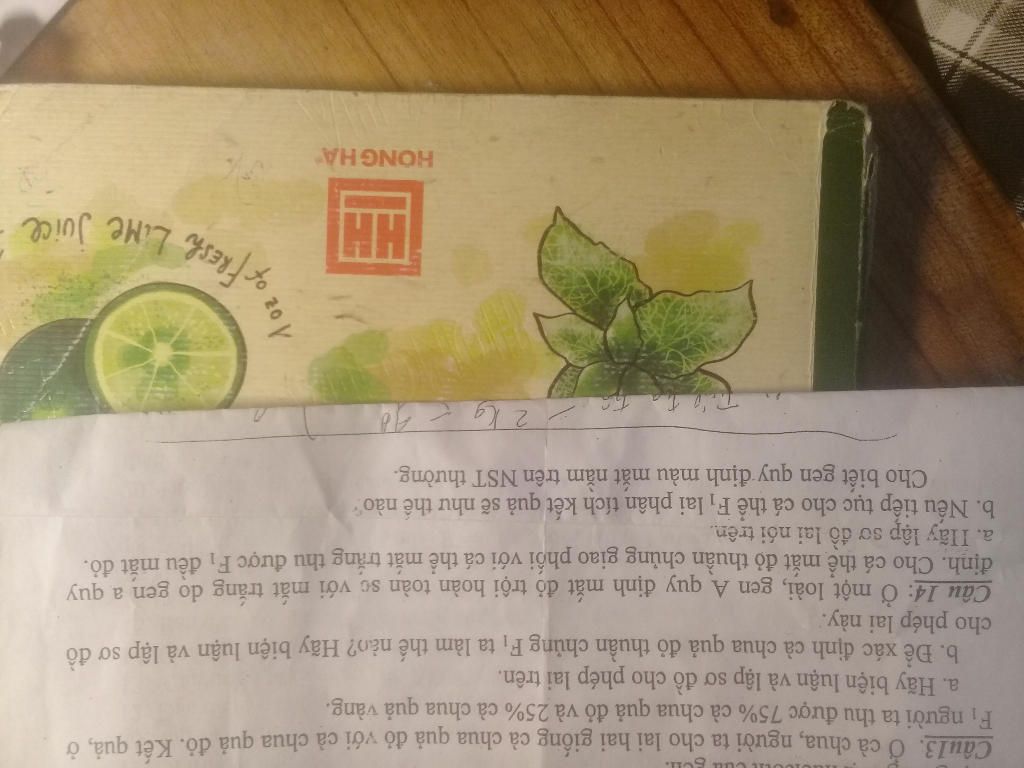 gen.
Câu13. Ở cà chua, người ta cho lai hai giống cà chua quả đỏ với cà chua quả đỏ. Kết quả, ở
F₁ người ta thu được 75% cà chua quả đỏ và 25% cà chua quả vàng.
a. Hãy biện luận và lập sơ đồ cho phép lai trên.
b. Để xác định cà chua quả đỏ thuần chủng F₁ ta làm thế nào? Hãy biện luận và lập sơ đồ
cho phép lai này.
Câu 14: Ở một loài, gen A quy định mắt đỏ trội hoàn toàn so với mắt trắng do gen a quy
định. Cho cá thể mắt đỏ thuần chủng giao phối với cá thể mắt trắng thu được F₁ đều mắt đỏ.
a. Hãy lập sơ đồ lai nói trên.
b. Nếu tiếp tục cho cá thể F₁ lai phân tích kết quả sẽ như thế nào
Cho biết gen quy định màu mắt nằm trên NST thường.
2 kg =
1 oz of FRESH LIME JUICE
HH
HONG HA